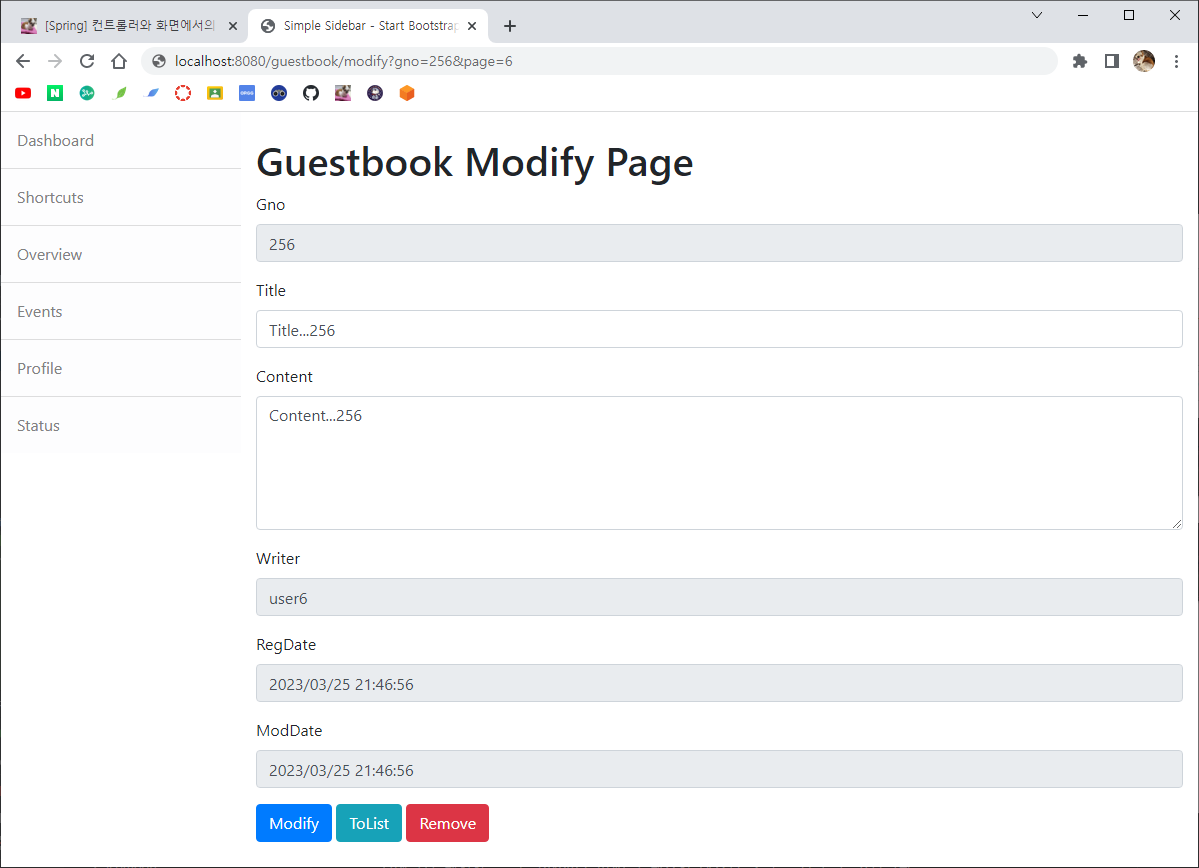 [Spring] 컨트롤러와 화면에서의
Simple Sidebar - Start Bootstrap
localhost:8080/guestbook/modify?gno=256&page=6
Dashboard
Shortcuts
Overview
Events
Profile
Status
Guestbook Modify Page
Gno
256
Title
Title...256
Content
Content...256
Writer
user6
RegDate
2023/03/25 21:46:56
ModDate
2023/03/25 21:46:56
Modify ToList Remove